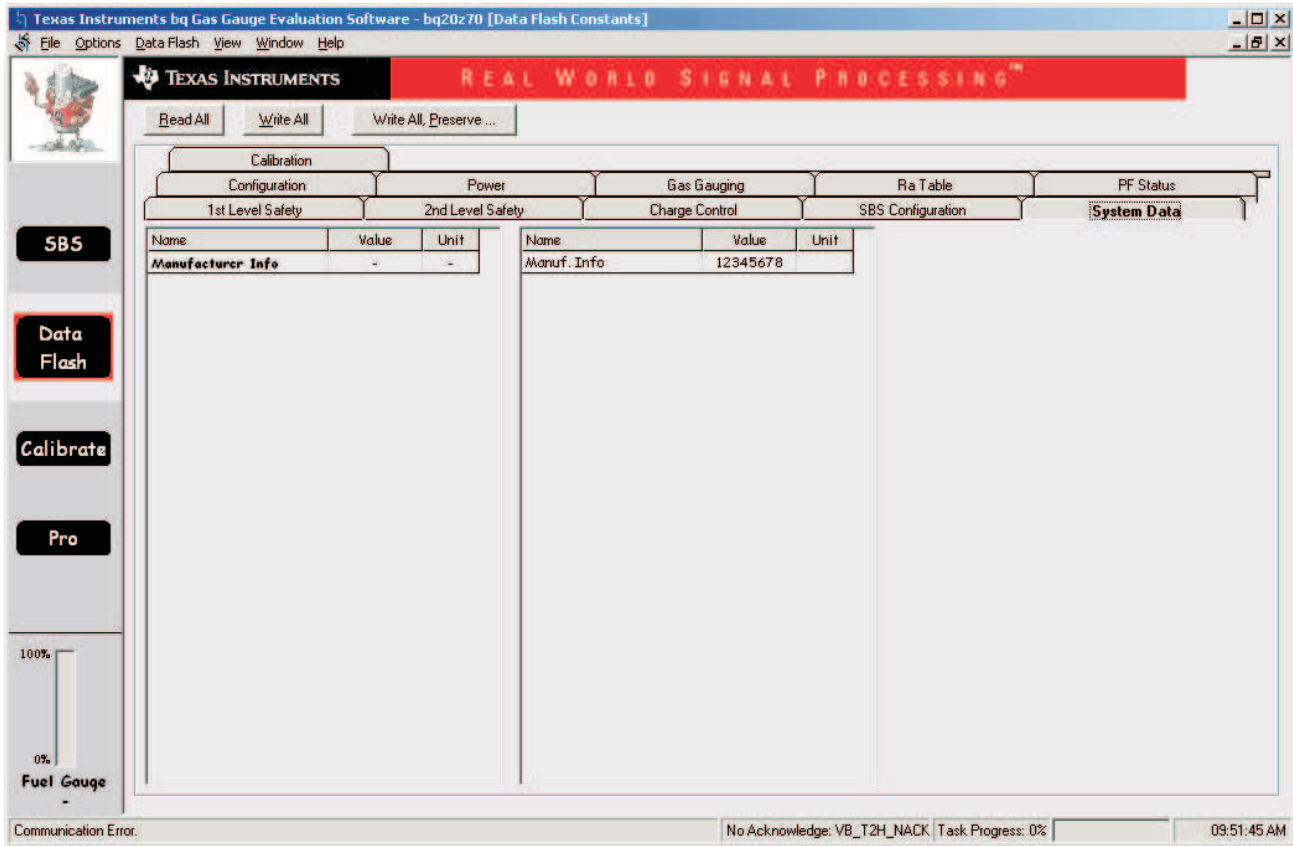 Texas Instruments bq Gas Gauge Evaluation Software - bq20z70 [Data Flash Constants]
File Options Data Flash View Window Help
TEXAS INSTRUMENTS REAL WORLD SIGNAL PROCESSING™
Read All Write All Write All, Preserve ...
Calibration
Configuration Power Gas Gauging Ra Table PF Status
1st Level Safety 2nd Level Safety Charge Control SBS Configuration System Data
SBS
Data
Flash
Calibrate
Pro
Name Value Unit
Manufacturer Info - -
Name Value Unit
Manuf. Info 12345678
100%
0%
Fuel Gauge
-
Communication Error. No Acknowledge: VB_T2H_NACK Task Progress: 0% 09:51:45 AM